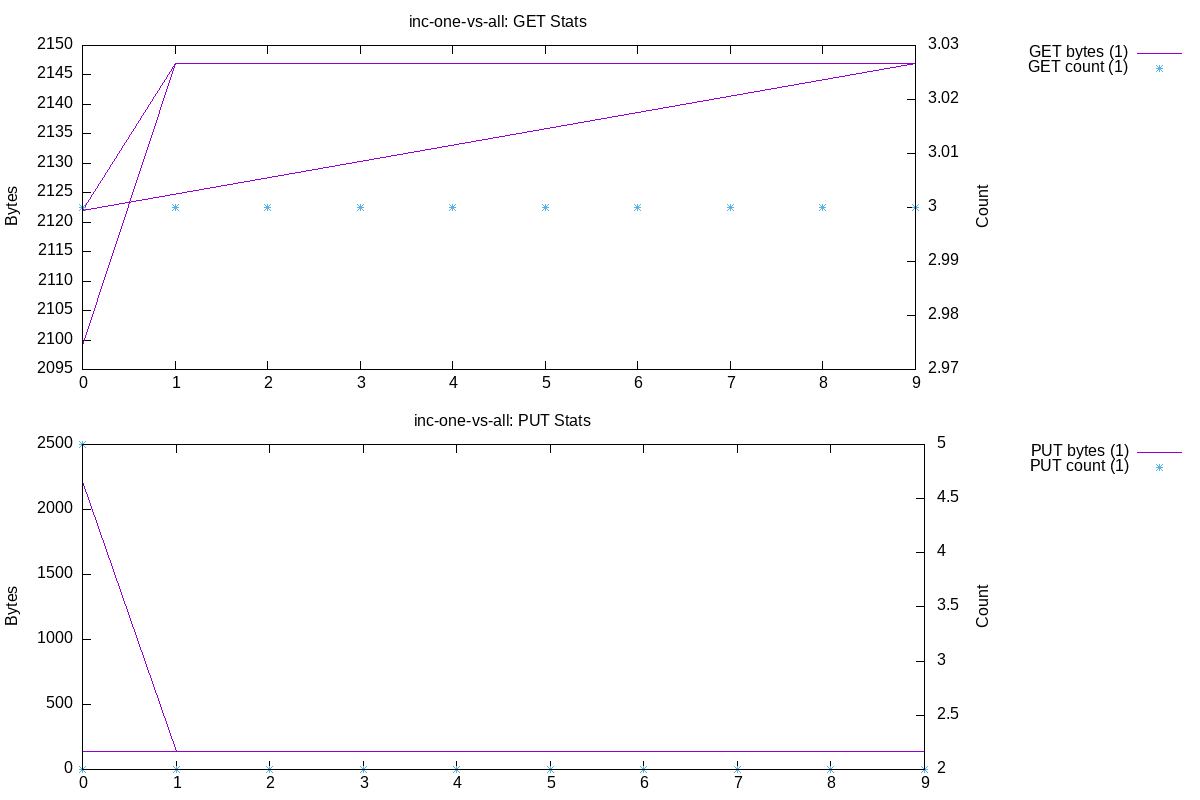 inc-one-vs-all: GET Stats
GET bytes (1)
GET count (1)
2150
2145
2140
2135
2130
2125
2120
2115
2110
2105
2100
2095
Bytes
3.03
3.02
3.01
3
2.99
2.98
2.97
Count
0 1 2 3 4 5 6 7 8 9
inc-one-vs-all: PUT Stats
PUT bytes (1)
PUT count (1)
2500
2000
1500
1000
500
0
Bytes
5
4.5
4
3.5
3
2.5
2
Count
0 1 2 3 4 5 6 7 8 9